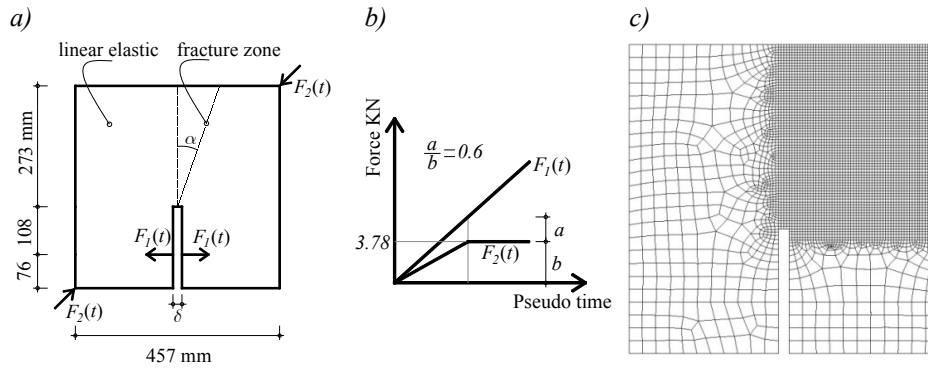 a)
linear elastic
fracture zone
F2(t)
α
273 mm
108
76
F1(t)
F1(t)
F2(t)
δ
457 mm
b)
Force KN
a/b=0.6
F1(t)
3.78
F2(t)
a
b
Pseudo time
c)